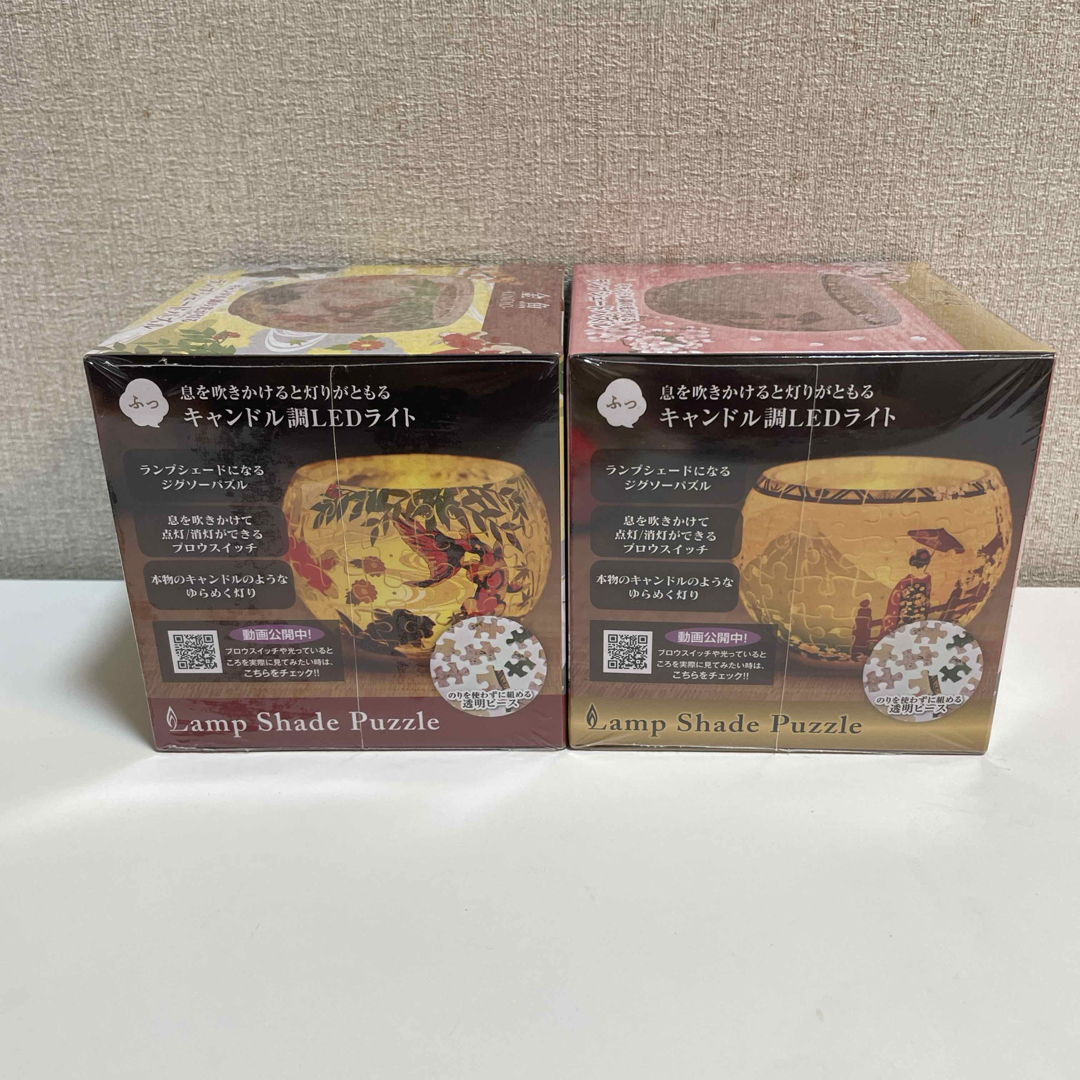 金魚
ふっ
息を吹きかけると灯りがともる
キャンドル調LEDライト
ランプシェードになる
ジグソーパズル
息を吹きかけて
点灯/消灯ができる
ブロウスイッチ
本物のキャンドルのような
ゆらめく灯り
動画公開中!
ブロウスイッチや光っていると
ころを実際に見てみたい時は、
こちらをチェック!!
のりを使わずに組める
透明ピース
Lamp Shade Puzzle
ふっ
息を吹きかけると灯りがともる
キャンドル調LEDライト
ランプシェードになる
ジグソーパズル
息を吹きかけて
点灯/消灯ができる
ブロウスイッチ
本物のキャンドルのような
ゆらめく灯り
動画公開中!
ブロウスイッチや光っていると
ころを実際に見てみたい時は、
こちらをチェック!!
のりを使わずに組める
透明ピース
Lamp Shade Puzzle